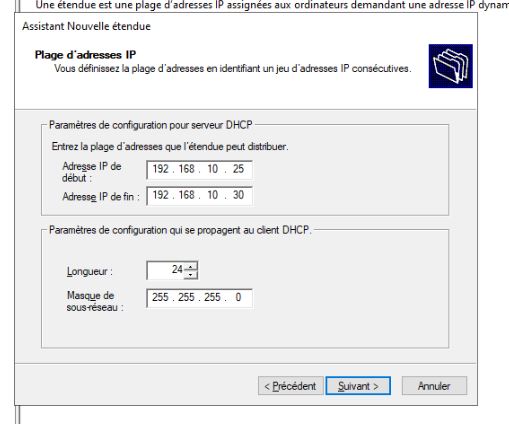 Une étendue est une plage d'adresses IP assignées aux ordinateurs demandant une adresse IP dynam
Assistant Nouvelle étendue
Plage d'adresses IP
Vous définissez la plage d'adresses en identifiant un jeu d'adresses IP consécutives.
Paramètres de configuration pour serveur DHCP
Entrez la plage d'adresses que l'étendue peut distribuer.
Adresse IP de début : 192 . 168 . 10 . 25
Adresse IP de fin : 192 . 168 . 10 . 30
Paramètres de configuration qui se propagent au client DHCP.
Longueur : 24
Masque de sous-réseau : 255 . 255 . 255 . 0
< Précédent Suivant > Annuler